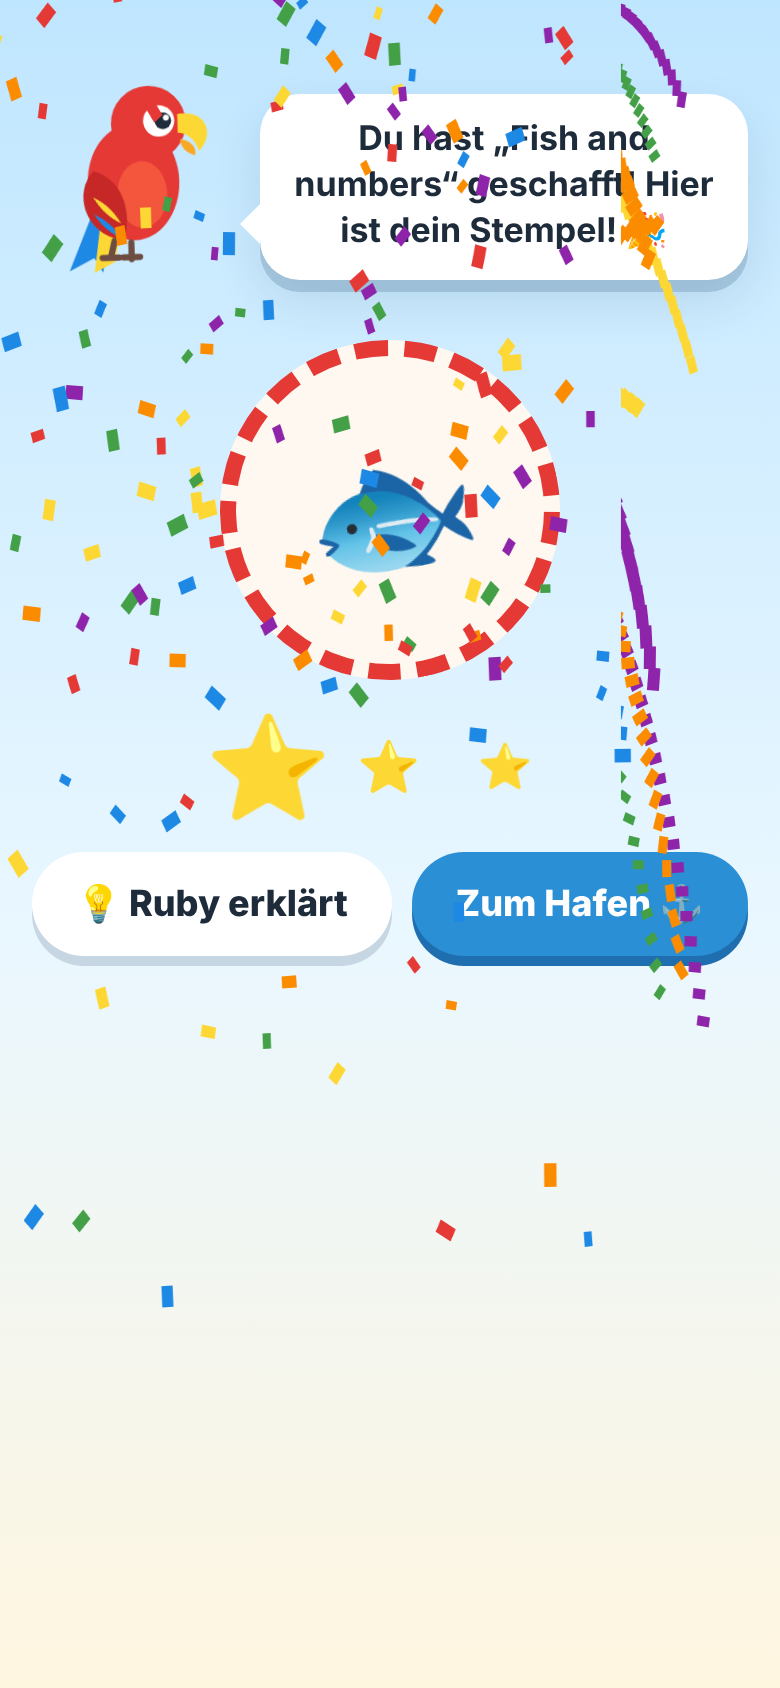 Du hast „Fish and
numbers“ geschafft! Hier
ist dein Stempel! 🎉
💡 Ruby erklärt
Zum Hafen ⚓